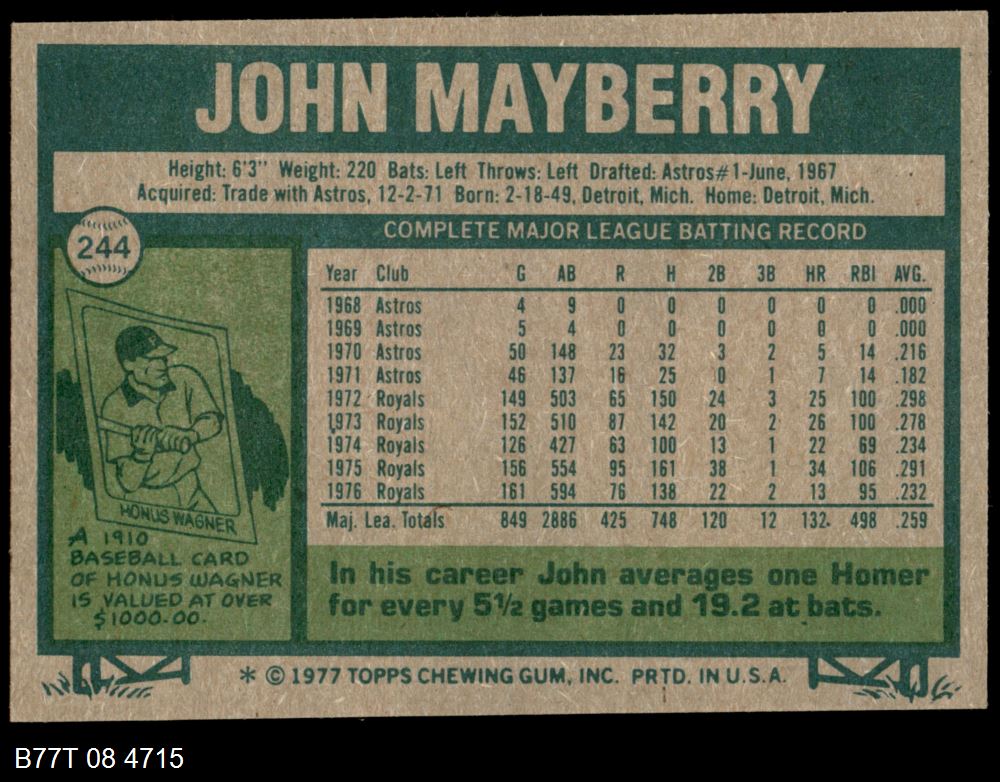 JOHN MAYBERRY
Height: 6'3" Weight: 220 Bats: Left Throws: Left Drafted: Astros#1-June, 1967
Acquired: Trade with Astros, 12-2-71 Born: 2-18-49, Detroit, Mich. Home: Detroit, Mich.
244
COMPLETE MAJOR LEAGUE BATTING RECORD
Year Club G AB R H 2B 3B HR RBI AVG.
1968 Astros 4 9 0 0 0 0 0 0 .000
1969 Astros 5 4 0 0 0 0 0 0 .000
1970 Astros 50 148 23 32 3 2 5 14 .216
1971 Astros 46 137 16 25 0 1 7 14 .182
1972 Royals 149 503 65 150 24 3 25 100 .298
1973 Royals 152 510 87 142 20 2 26 100 .278
1974 Royals 126 427 63 100 13 1 22 69 .234
1975 Royals 156 554 95 161 38 1 34 106 .291
1976 Royals 161 594 76 138 22 2 13 95 .232
Maj. Lea. Totals 849 2886 425 748 120 12 132 498 .259
HONUS WAGNER
A 1910
BASEBALL CARD
OF HONUS WAGNER
IS VALUED AT OVER
$1000.00.
In his career John averages one Homer
for every 5½ games and 19.2 at bats.
* © 1977 TOPPS CHEWING GUM, INC. PRTD. IN U.S.A.
B77T 08 4715